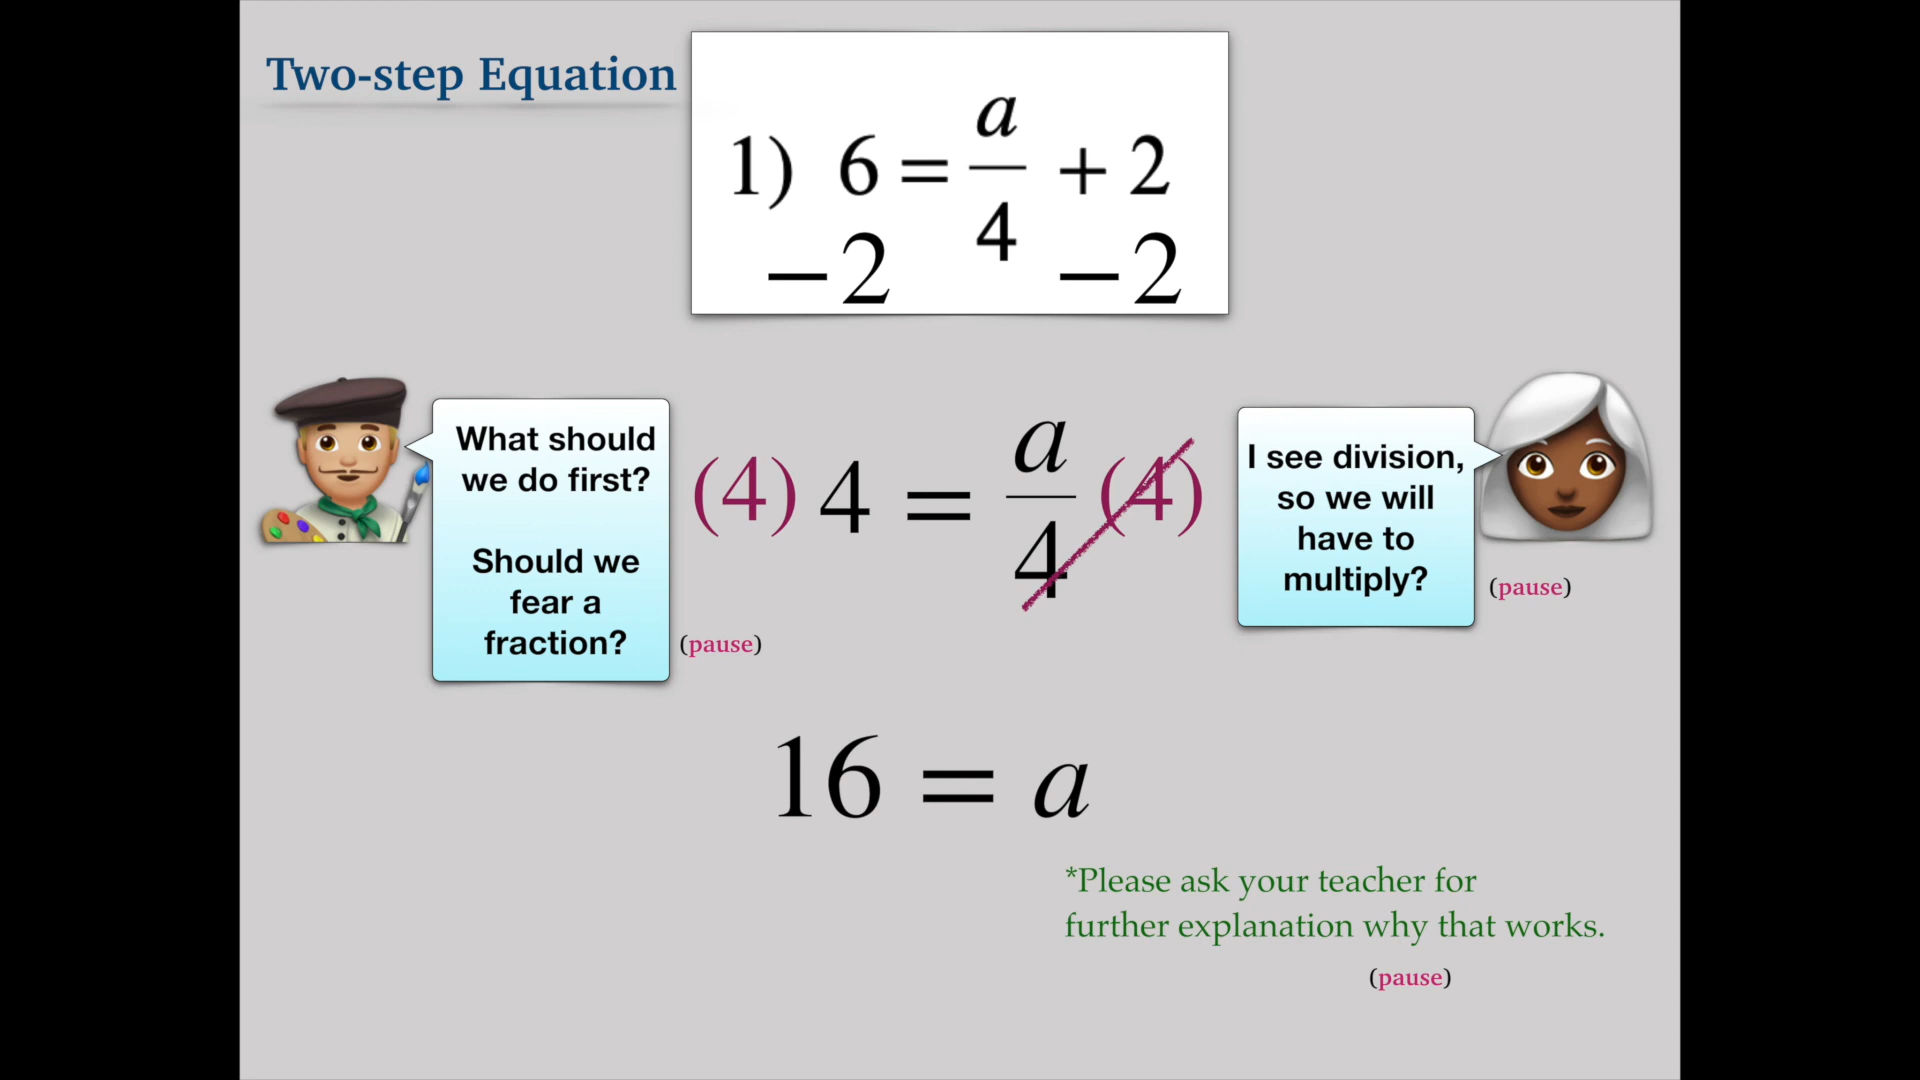 Two-step Equation
1) 6 = a/4 + 2
−2 −2
What should
we do first?
Should we
fear a
fraction?
(pause)
(4) 4 = a/4 (4)
I see division,
so we will
have to
multiply?
(pause)
16 = a
*Please ask your teacher for
further explanation why that works.
(pause)